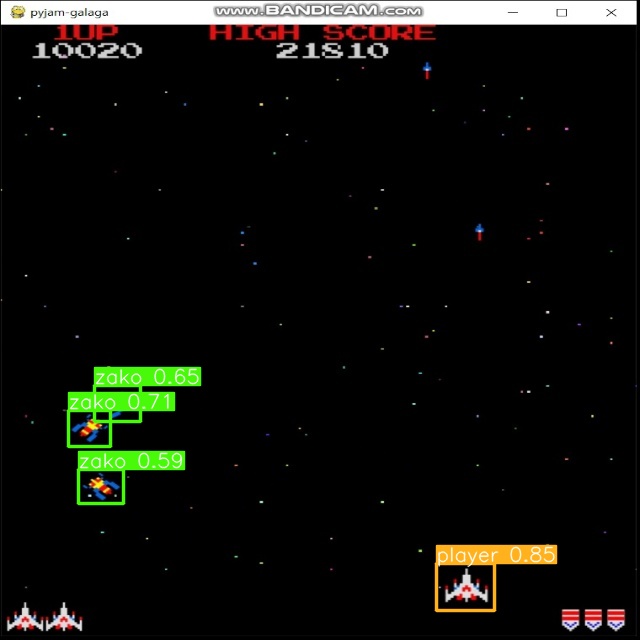 pyjam-galaga
www.BANDICAM.com
1UP HIGH SCORE
10020 21810
zako 0.65
zako 0.71
zako 0.59
player 0.85